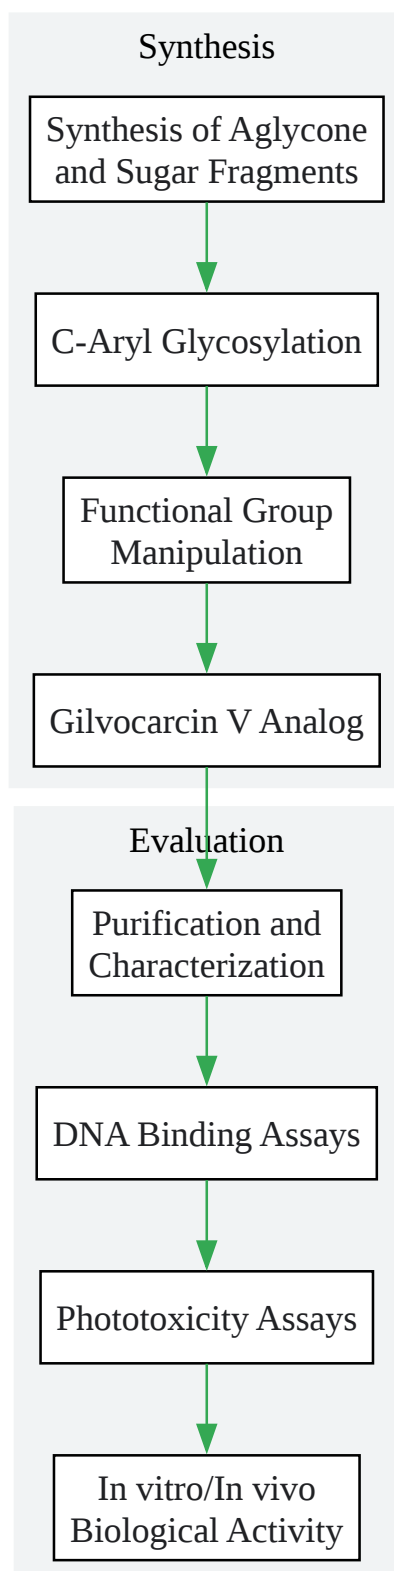 Synthesis
Synthesis of Aglycone
and Sugar Fragments
C-Aryl Glycosylation
Functional Group
Manipulation
Gilvocarcin V Analog
Evaluation
Purification and
Characterization
DNA Binding Assays
Phototoxicity Assays
In vitro/In vivo
Biological Activity